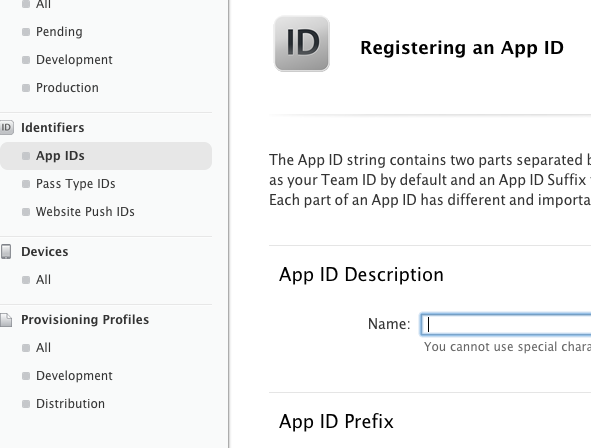 All
Pending
Development
Production
ID Identifiers
App IDs
Pass Type IDs
Website Push IDs
Devices
All
Provisioning Profiles
All
Development
Distribution
ID Registering an App ID
The App ID string contains two parts separated
as your Team ID by default and an App ID Suffix
Each part of an App ID has different and
App ID Description
Name:
You cannot use special
App ID Prefix